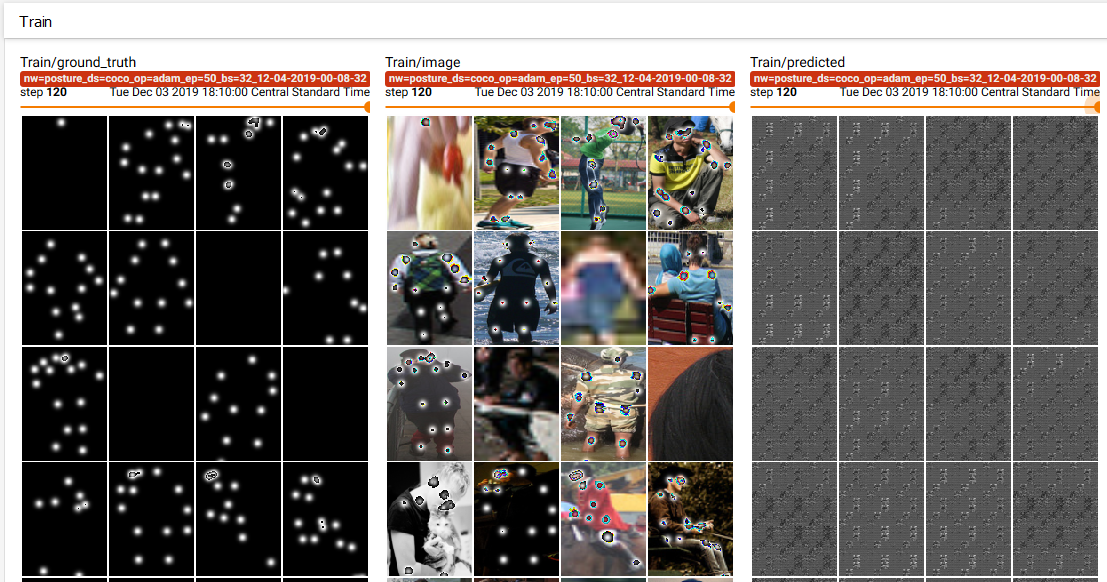 Train
Train/ground_truth
nw=posture_ds=coco_op=adam_ep=50_bs=32_12-04-2019-00-08-32
step 120 Tue Dec 03 2019 18:10:00 Central Standard Time
Train/image
nw=posture_ds=coco_op=adam_ep=50_bs=32_12-04-2019-00-08-32
step 120 Tue Dec 03 2019 18:10:00 Central Standard Time
Train/predicted
nw=posture_ds=coco_op=adam_ep=50_bs=32_12-04-2019-00-08-32
step 120 Tue Dec 03 2019 18:10:00 Central Standard Time